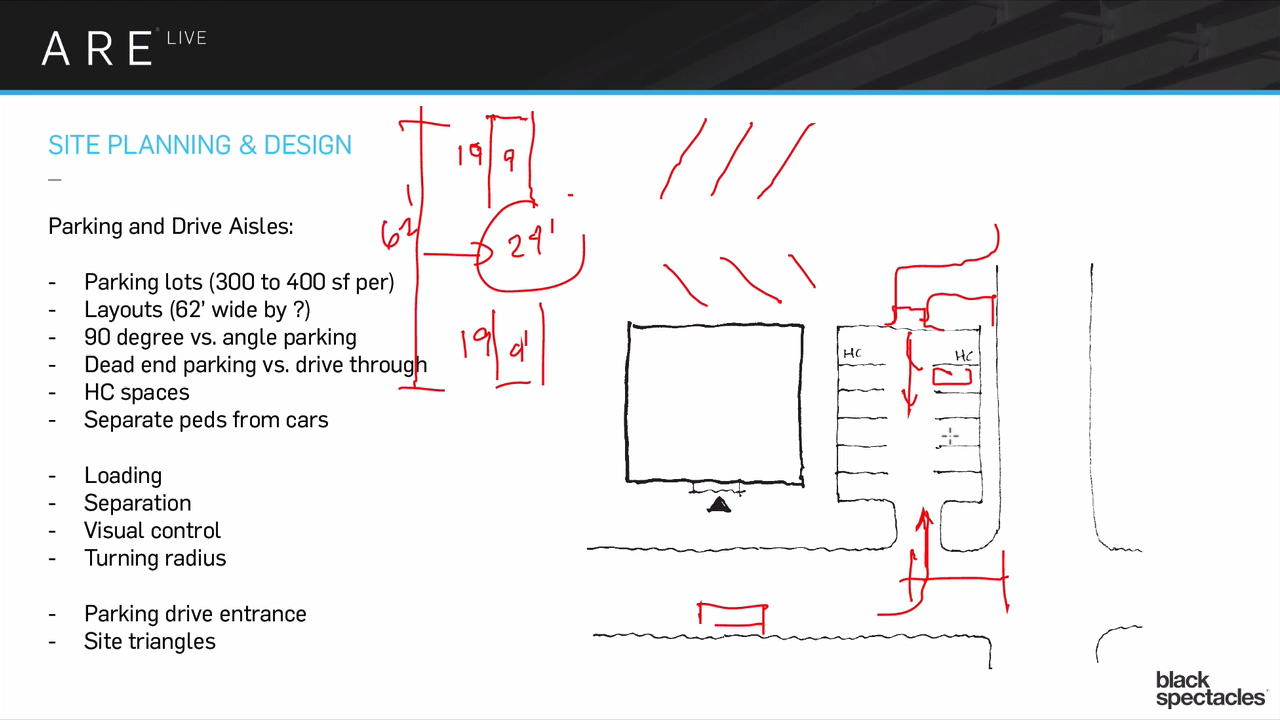 ARE LIVE
SITE PLANNING & DESIGN
Parking and Drive Aisles:
- Parking lots (300 to 400 sf per)
- Layouts (62' wide by ?)
- 90 degree vs. angle parking
- Dead end parking vs. drive through
- HC spaces
- Separate peds from cars
- Loading
- Separation
- Visual control
- Turning radius
- Parking drive entrance
- Site triangles
19 9
62'
24'
19 9'
HC HC
black
spectacles